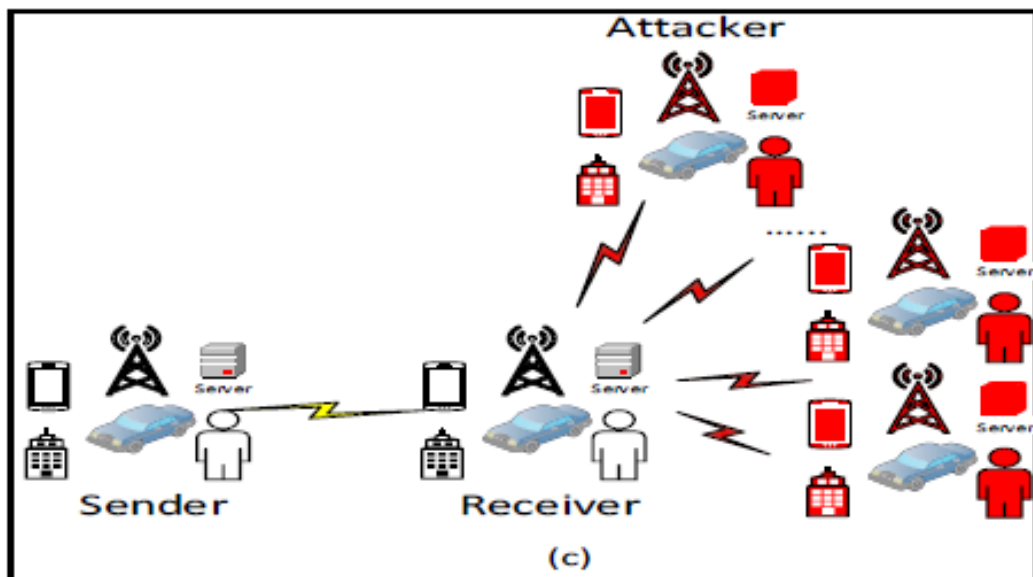 Attacker
Server
......
Server
Server
Server
Server
Sender
Receiver
(c)